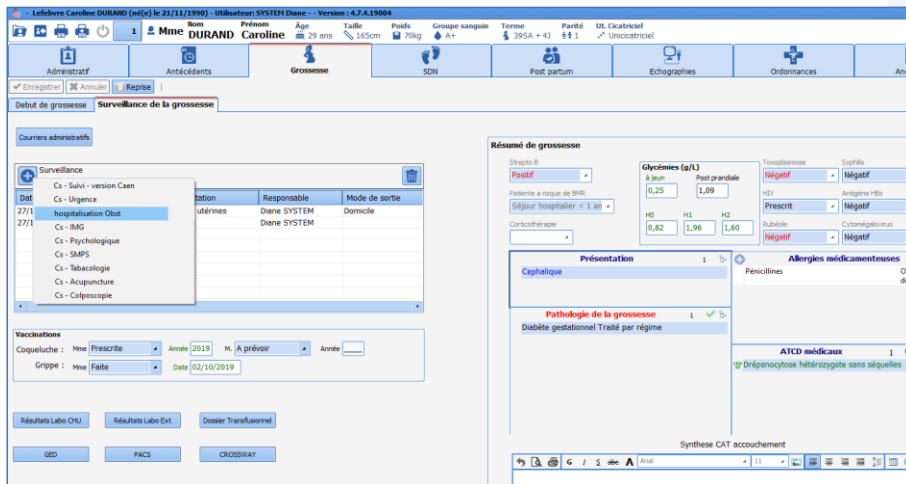 - Lefebvre Caroline DURAND (né(e) le 21/11/1990) - Utilisateur: SYSTEM Diane - - Version : 4.7.4.19004
1 Mme Nom DURAND Prénom Caroline Âge 29 ans Taille 165cm Poids 70kg Groupe sanguin A+ Terme 39SA + 4J Parité 1 Ut. Cicatriciel Unicicatriciel
Administratif Antécédents Grossesse SDN Post partum Echographies Ordonnances
Enregistrer Annuler Reprise
Debut de grossesse Surveillance de la grossesse
Courriers administratifs
Surveillance
Cs - Suivi - version Caen
Cs - Urgence
hospitalisation Obst
Cs - IMG
Cs - Psychologique
Cs - SMPS
Cs - Tabacologie
Cs - Acupuncture
Cs - Colposcopie
Dat tation Responsable Mode de sortie
27/1 utérines Diane SYSTEM Domicile
27/1 Diane SYSTEM
Vaccinations
Coqueluche : Mme Prescrite Année 2019 M. A prévoir Année
Grippe : Mme Faite Date 02/10/2019
Résultats Labo CHU Résultats Labo Ext Dossier Transfusionnel
GED PACS CROSSWAY
Résumé de grossesse
Strepto B
Positif
Patiente a risque de BMR
Séjour hospitalier < 1 an
Corticothérapie
Glycémies (g/L)
à jeun Post prandiale
0,25 1,09
H0 H1 H2
0,82 1,96 1,60
Toxoplasmose Syphilis
Négatif Négatif
HIV Antigène HBs
Prescrit Négatif
Rubéole Cytomégalovirus
Négatif Négatif
Présentation 1
Cephalique
Allergies médicamenteuses
Pénicillines
Pathologie de la grossesse 1
Diabète gestationnel Traité par régime
ATCD médicaux 1
Drépanocytose hétérozygote sans séquelles
Synthese CAT accouchement
G I S abc A Arial 11